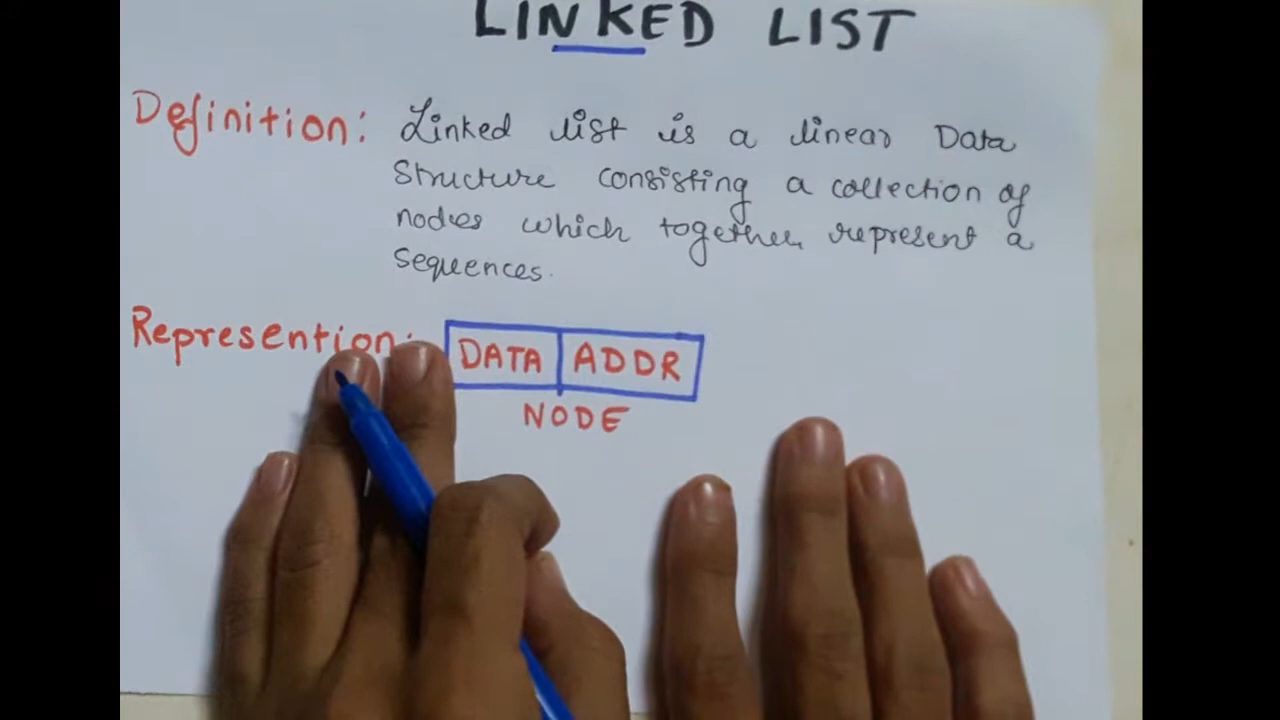 LINKED LIST
Definition: Linked list is a linear Data
Structure consisting a collection of
nodes which together represent a
sequences.
Represention:
DATA ADDR
NODE